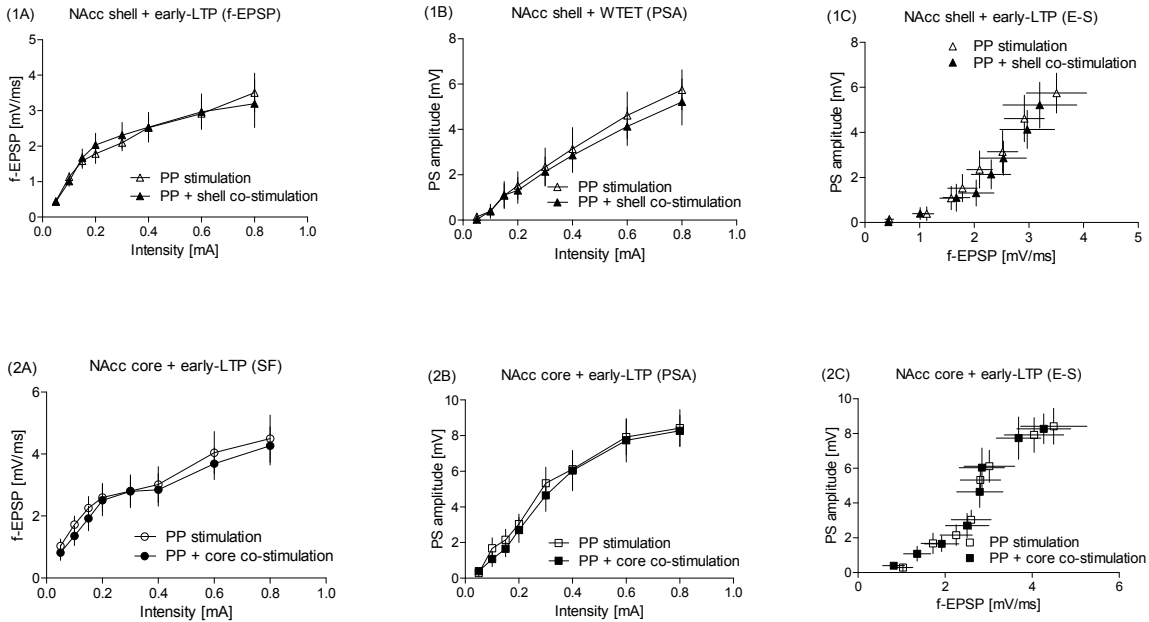 (1A)
NAcc shell + early-LTP (f-EPSP)
f-EPSP [mV/ms]
5
4
3
2
1
0
0.0 0.2 0.4 0.6 0.8 1.0
Intensity [mA]
PP stimulation
PP + shell co-stimulation
(1B)
NAcc shell + WTET (PSA)
PS amplitude [mV]
8
6
4
2
0
0.0 0.2 0.4 0.6 0.8 1.0
Intensity [mA]
PP stimulation
PP + shell co-stimulation
(1C)
NAcc shell + early-LTP (E-S)
PS amplitude [mV]
8
6
4
2
0
0 1 2 3 4 5
f-EPSP [mV/ms]
PP stimulation
PP + shell co-stimulation
(2A)
NAcc core + early-LTP (SF)
f-EPSP [mV/ms]
6
4
2
0
0.0 0.2 0.4 0.6 0.8 1.0
Intensity [mA]
PP stimulation
PP + core co-stimulation
(2B)
NAcc core + early-LTP (PSA)
PS amplitude [mV]
10
8
6
4
2
0
0.0 0.2 0.4 0.6 0.8 1.0
Intensity [mA]
PP stimulation
PP + core co-stimulation
(2C)
NAcc core + early-LTP (E-S)
PS amplitude [mV]
10
8
6
4
2
0
0 2 4 6
f-EPSP [mV/ms]
PP stimulation
PP + core co-stimulation